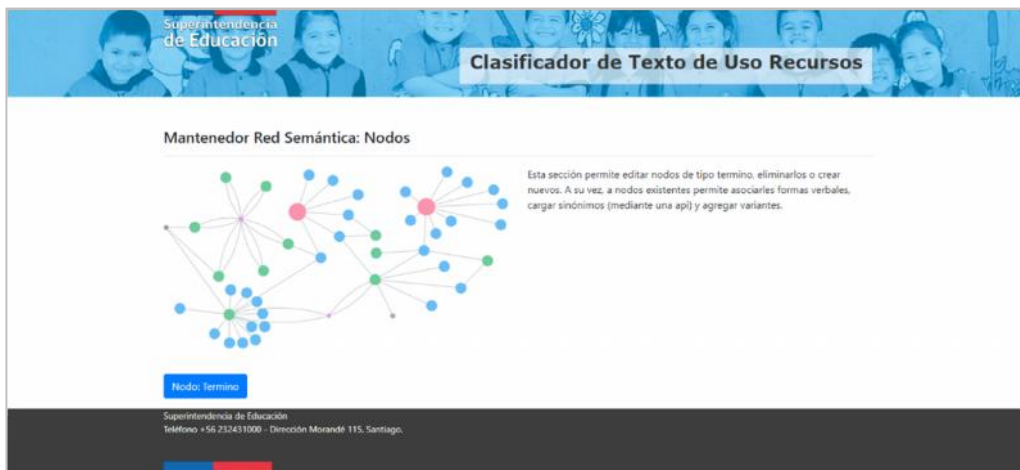 Superintendencia
de Educación
Clasificador de Texto de Uso Recursos
Mantenedor Red Semántica: Nodos
Esta sección permite editar nodos de tipo termino, eliminarlos o crear
nuevos. A su vez, a nodos existentes permite asociarles formas verbales,
cargar sinónimos (mediante una api) y agregar variantes.
Nodo: Termino
Superintendencia de Educación
Teléfono +56 232431000 - Dirección Morandé 115, Santiago.